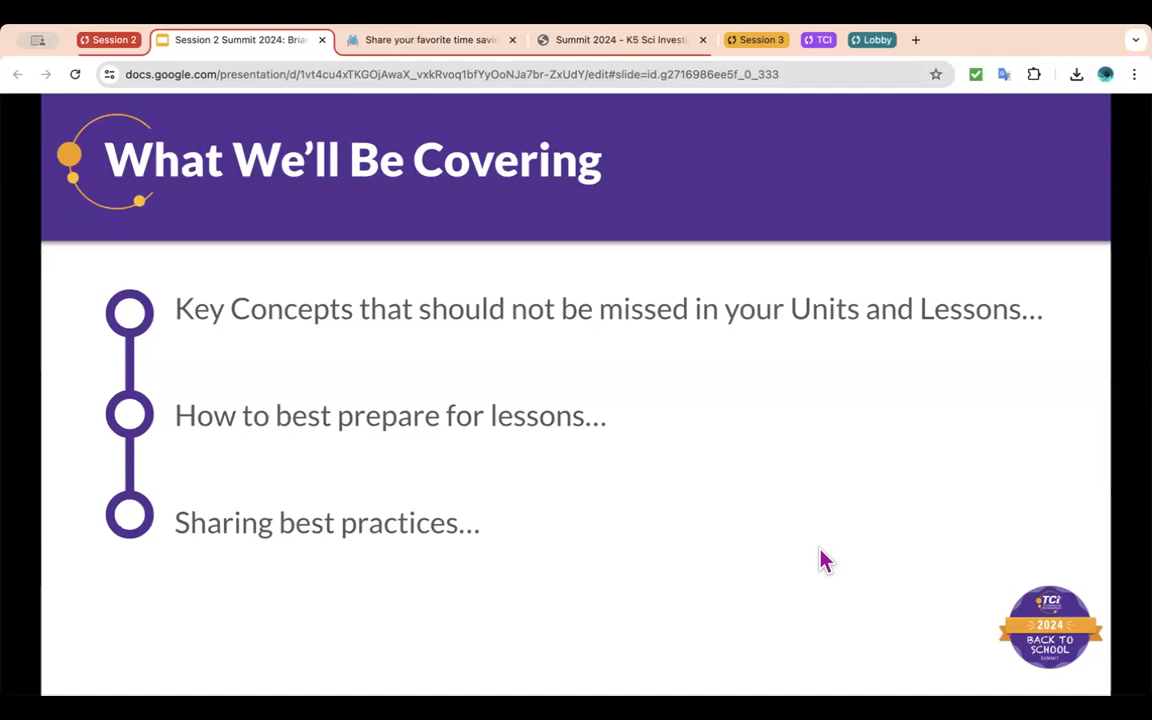 Session 2
Session 2 Summit 2024: Bria
Share your favorite time savin
Summit 2024 - K5 Sci Investi
Session 3
TCI
Lobby
docs.google.com/presentation/d/1vt4cu4xTKGOjAwaX_vxkRvoq1bfYyOoNJa7br-ZxUdY/edit#slide=id.g2716986ee5f_0_333
What We’ll Be Covering
Key Concepts that should not be missed in your Units and Lessons...
How to best prepare for lessons...
Sharing best practices...
TCi
2024
BACK TO
SCHOOL
SUMMIT